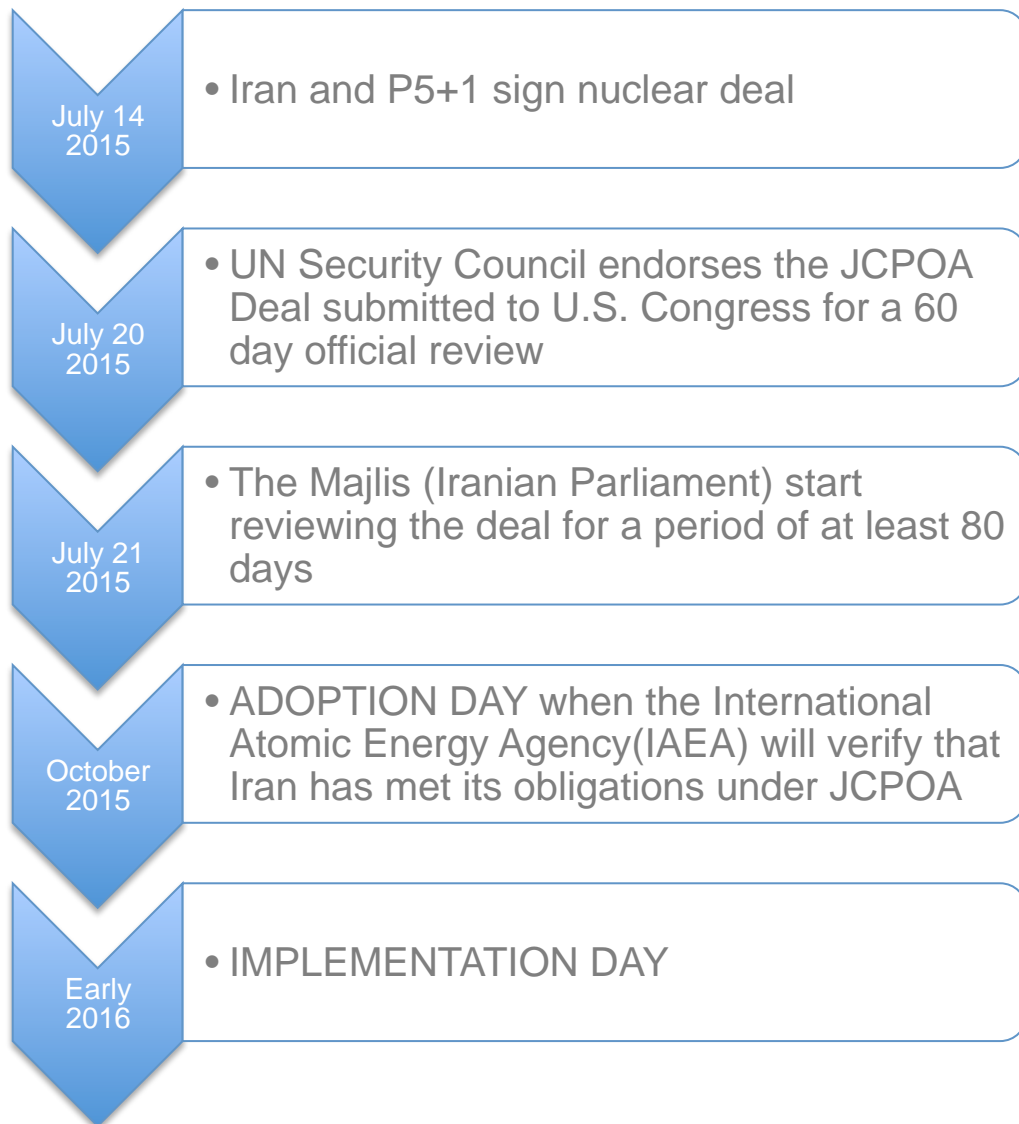 July 14
2015
• Iran and P5+1 sign nuclear deal
July 20
2015
• UN Security Council endorses the JCPOA
Deal submitted to U.S. Congress for a 60
day official review
July 21
2015
• The Majlis (Iranian Parliament) start
reviewing the deal for a period of at least 80
days
October
2015
• ADOPTION DAY when the International
Atomic Energy Agency(IAEA) will verify that
Iran has met its obligations under JCPOA
Early
2016
• IMPLEMENTATION DAY